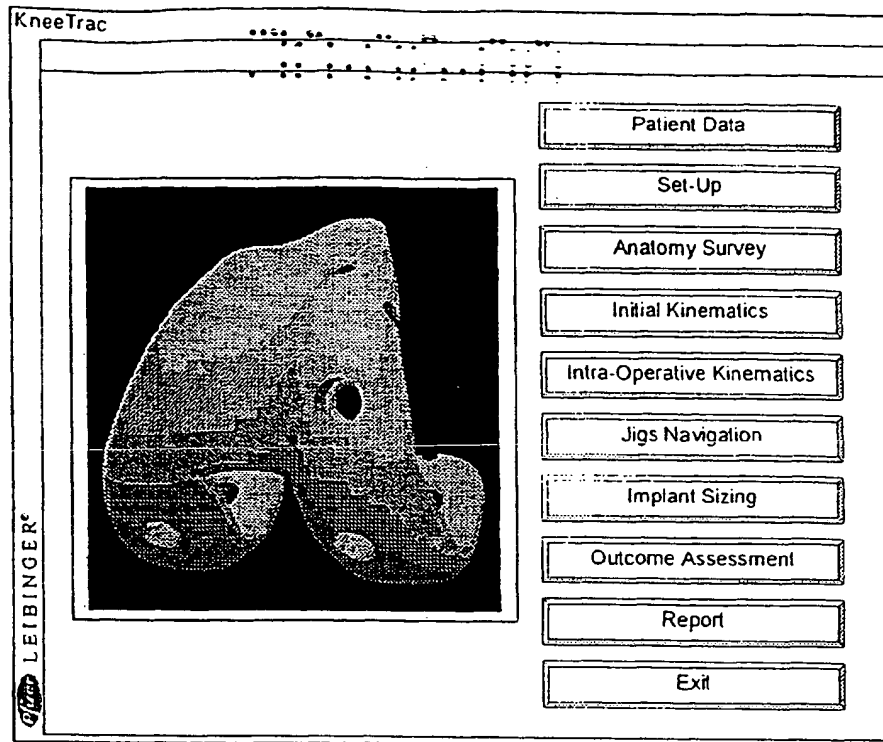 KneeTrac
Patient Data
Set-Up
Anatomy Survey
Initial Kinematics
Intra-Operative Kinematics
Jigs Navigation
Implant Sizing
Outcome Assessment
Report
Exit
Pfizer LEIBINGER®